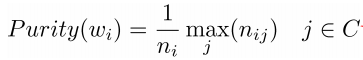 Purity(w_i) = \frac{1}{n_i} \max_j (n_{ij}) \quad j \in C